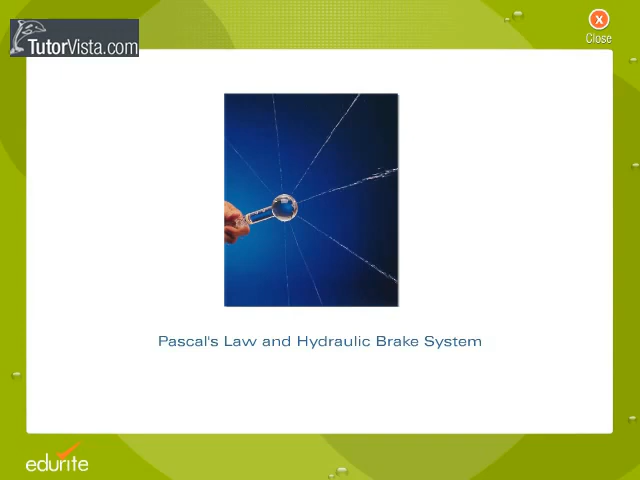 TutorVista.com
X
Close
Pascal's Law and Hydraulic Brake System
edurite